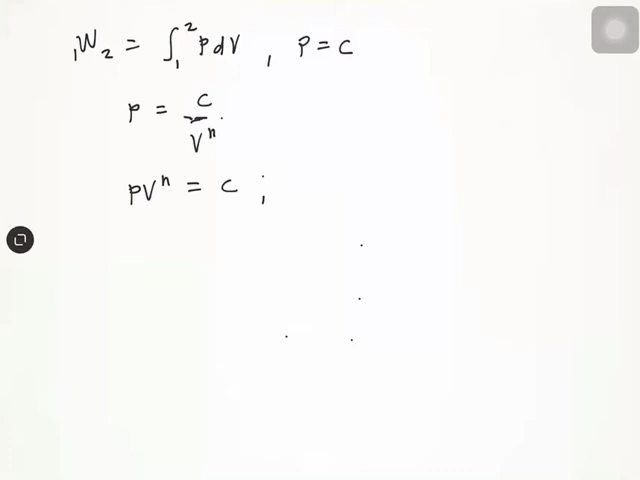 ₁W₂ = ∫₁² p dV , P = C
p = C / Vⁿ
pVⁿ = C ;